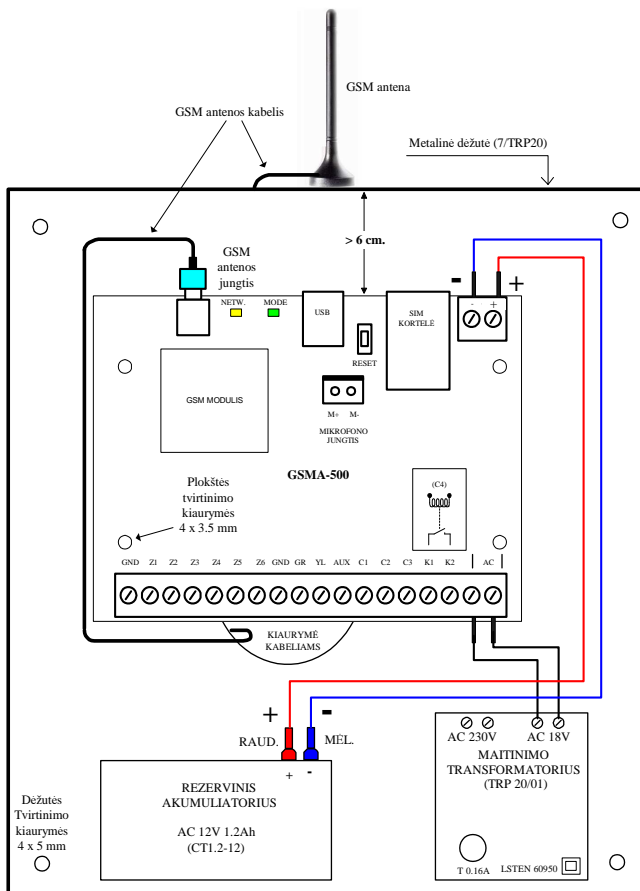 GSM antena
GSM antenos kabelis
Metalinė dėžutė (7/TRP20)
> 6 cm.
GSM
antenos
jungtis
- +
NETW.
MODE
USB
SIM
KORTELĖ
- +
RESET
GSM MODULIS
M+ M-
MIKROFONO
JUNGTIS
GSMA-500
(C4)
Plokštės
tvirtinimo
kiaurymės
4 x 3.5 mm
GND Z1 Z2 Z3 Z4 Z5 Z6 GND GR YL AUX C1 C2 C3 K1 K2 | AC |
KIAURYMĖ
KABELIAMS
+ -
RAUD. MĖL.
+ -
REZERVINIS
AKUMULIATORIUS
AC 12V 1.2Ah
(CT1.2-12)
AC 230V AC 18V
MAITINIMO
TRANSFORMATORIUS
(TRP 20/01)
T 0.16A LSTEN 60950
Dėžutės
Tvirtinimo
kiaurymės
4 x 5 mm